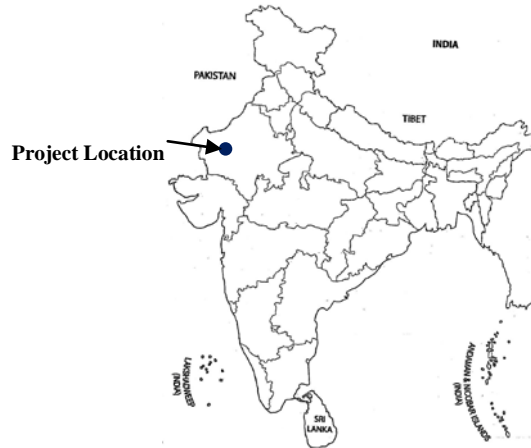 INDIA
PAKISTAN
TIBET
Project Location
LAKSHADWEEP
(INDIA)
ANDAMAN & NICOBAR ISLANDS
(INDIA)
SRI
LANKA